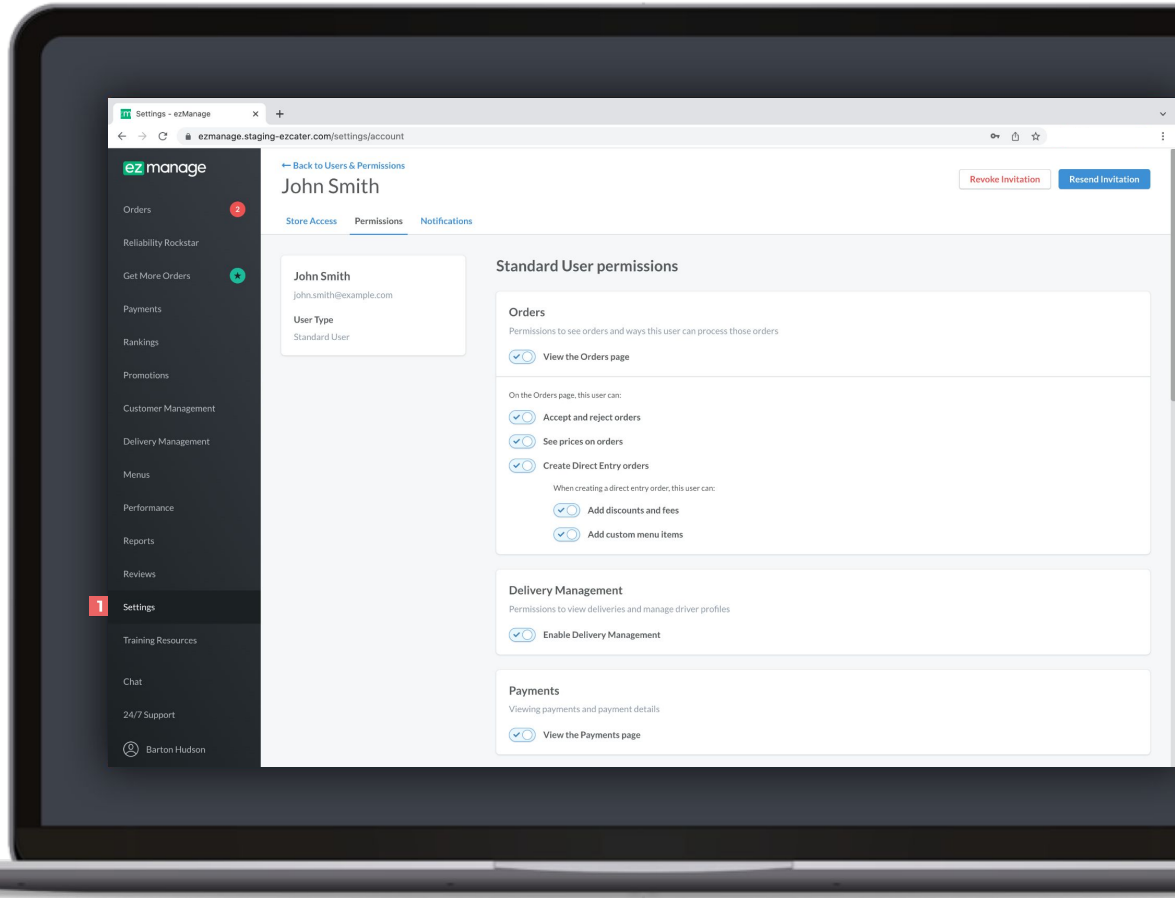 Settings - ezManage
ezmanage.staging-ezcater.com/settings/account
ez manage
Orders 2
Reliability Rockstar
Get More Orders
Payments
Rankings
Promotions
Customer Management
Delivery Management
Menus
Performance
Reports
Reviews
1 Settings
Training Resources
Chat
24/7 Support
Barton Hudson
← Back to Users & Permissions
John Smith
Revoke Invitation Resend Invitation
Store Access Permissions Notifications
John Smith
john.smith@example.com
User Type
Standard User
Standard User permissions
Orders
Permissions to see orders and ways this user can process those orders
View the Orders page
On the Orders page, this user can:
Accept and reject orders
See prices on orders
Create Direct Entry orders
When creating a direct entry order, this user can:
Add discounts and fees
Add custom menu items
Delivery Management
Permissions to view deliveries and manage driver profiles
Enable Delivery Management
Payments
Viewing payments and payment details
View the Payments page